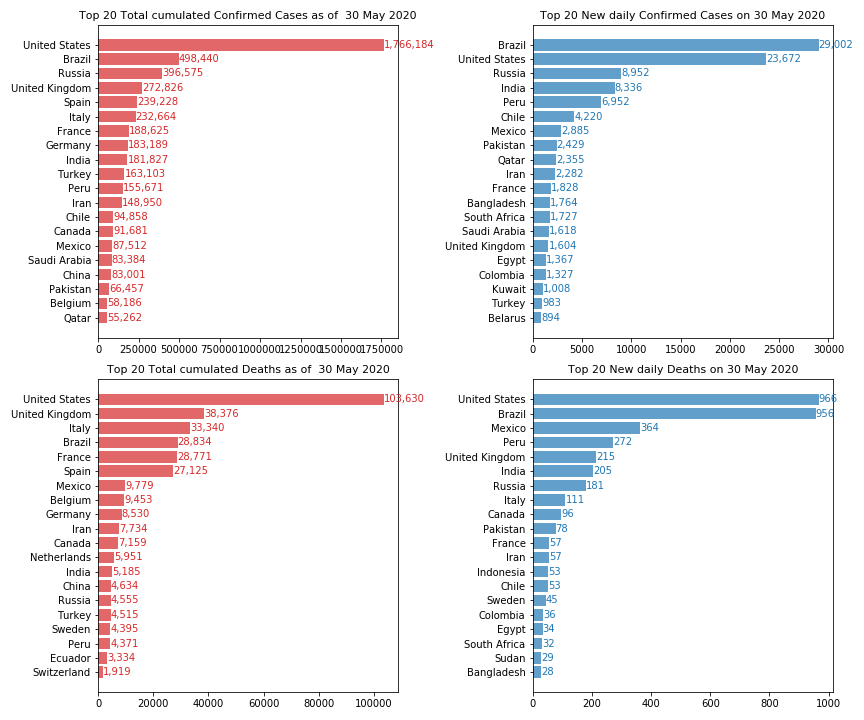 Top 20 Total cumulated Confirmed Cases as of  30 May 2020
United States 1,766,184
Brazil 498,440
Russia 396,575
United Kingdom 272,826
Spain 239,228
Italy 232,664
France 188,625
Germany 183,189
India 181,827
Turkey 163,103
Peru 155,671
Iran 148,950
Chile 94,858
Canada 91,681
Mexico 87,512
Saudi Arabia 83,384
China 83,001
Pakistan 66,457
Belgium 58,186
Qatar 55,262
0 250000 500000 750000 1000000 1250000 1500000 1750000
Top 20 New daily Confirmed Cases on 30 May 2020
Brazil 29,002
United States 23,672
Russia 8,952
India 8,336
Peru 6,952
Chile 4,220
Mexico 2,885
Pakistan 2,429
Qatar 2,355
Iran 2,282
France 1,828
Bangladesh 1,764
South Africa 1,727
Saudi Arabia 1,618
United Kingdom 1,604
Egypt 1,367
Colombia 1,327
Kuwait 1,008
Turkey 983
Belarus 894
0 5000 10000 15000 20000 25000 30000
Top 20 Total cumulated Deaths as of  30 May 2020
United States 103,630
United Kingdom 38,376
Italy 33,340
Brazil 28,834
France 28,771
Spain 27,125
Mexico 9,779
Belgium 9,453
Germany 8,530
Iran 7,734
Canada 7,159
Netherlands 5,951
India 5,185
China 4,634
Russia 4,555
Turkey 4,515
Sweden 4,395
Peru 4,371
Ecuador 3,334
Switzerland 1,919
0 20000 40000 60000 80000 100000
Top 20 New daily Deaths on 30 May 2020
United States 966
Brazil 956
Mexico 364
Peru 272
United Kingdom 215
India 205
Russia 181
Italy 111
Canada 96
Pakistan 78
France 57
Iran 57
Indonesia 53
Chile 53
Sweden 45
Colombia 36
Egypt 34
South Africa 32
Sudan 29
Bangladesh 28
0 200 400 600 800 1000